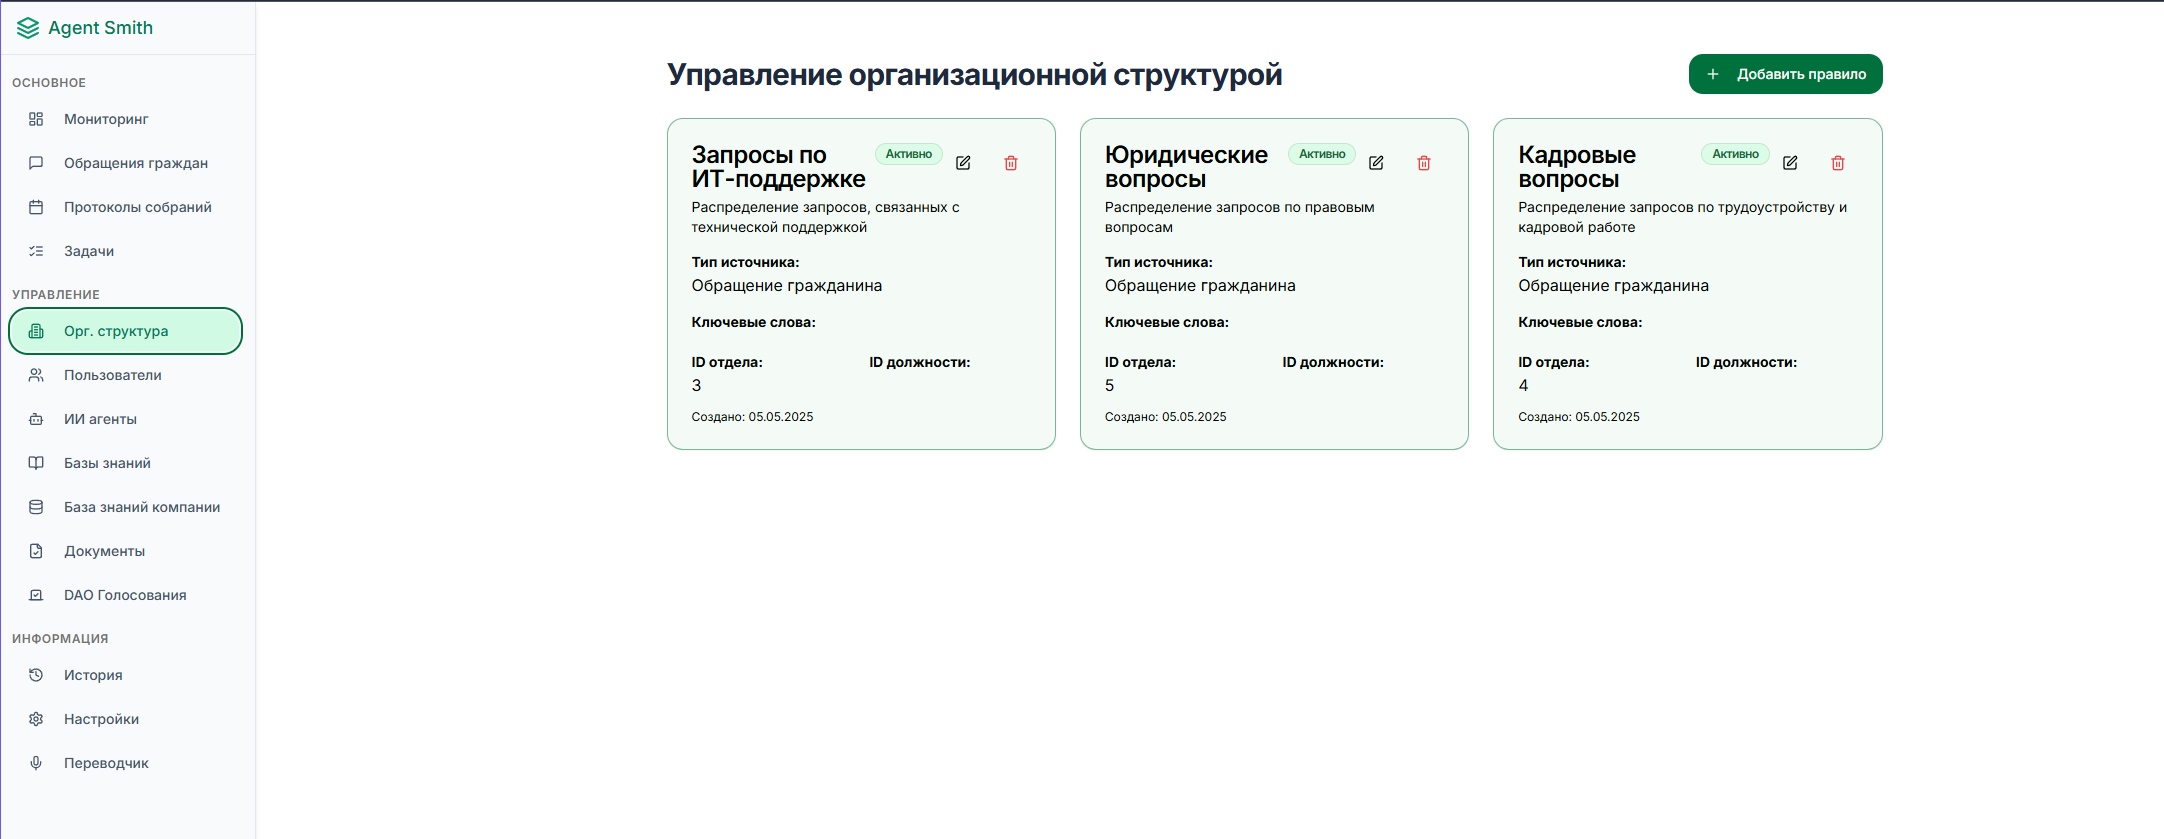 Agent Smith
ОСНОВНОЕ
Мониторинг
Обращения граждан
Протоколы собраний
Задачи
УПРАВЛЕНИЕ
Орг. структура
Пользователи
ИИ агенты
Базы знаний
База знаний компании
Документы
DAO Голосования
ИНФОРМАЦИЯ
История
Настройки
Переводчик
Управление организационной структурой
Добавить правило
Запросы по
ИТ-поддержке
Активно
Распределение запросов, связанных с
технической поддержкой
Тип источника:
Обращение гражданина
Ключевые слова:
ID отдела:
ID должности:
3
Создано: 05.05.2025
Юридические
вопросы
Активно
Распределение запросов по правовым
вопросам
Тип источника:
Обращение гражданина
Ключевые слова:
ID отдела:
ID должности:
5
Создано: 05.05.2025
Кадровые
вопросы
Активно
Распределение запросов по трудоустройству и
кадровой работе
Тип источника:
Обращение гражданина
Ключевые слова:
ID отдела:
ID должности:
4
Создано: 05.05.2025